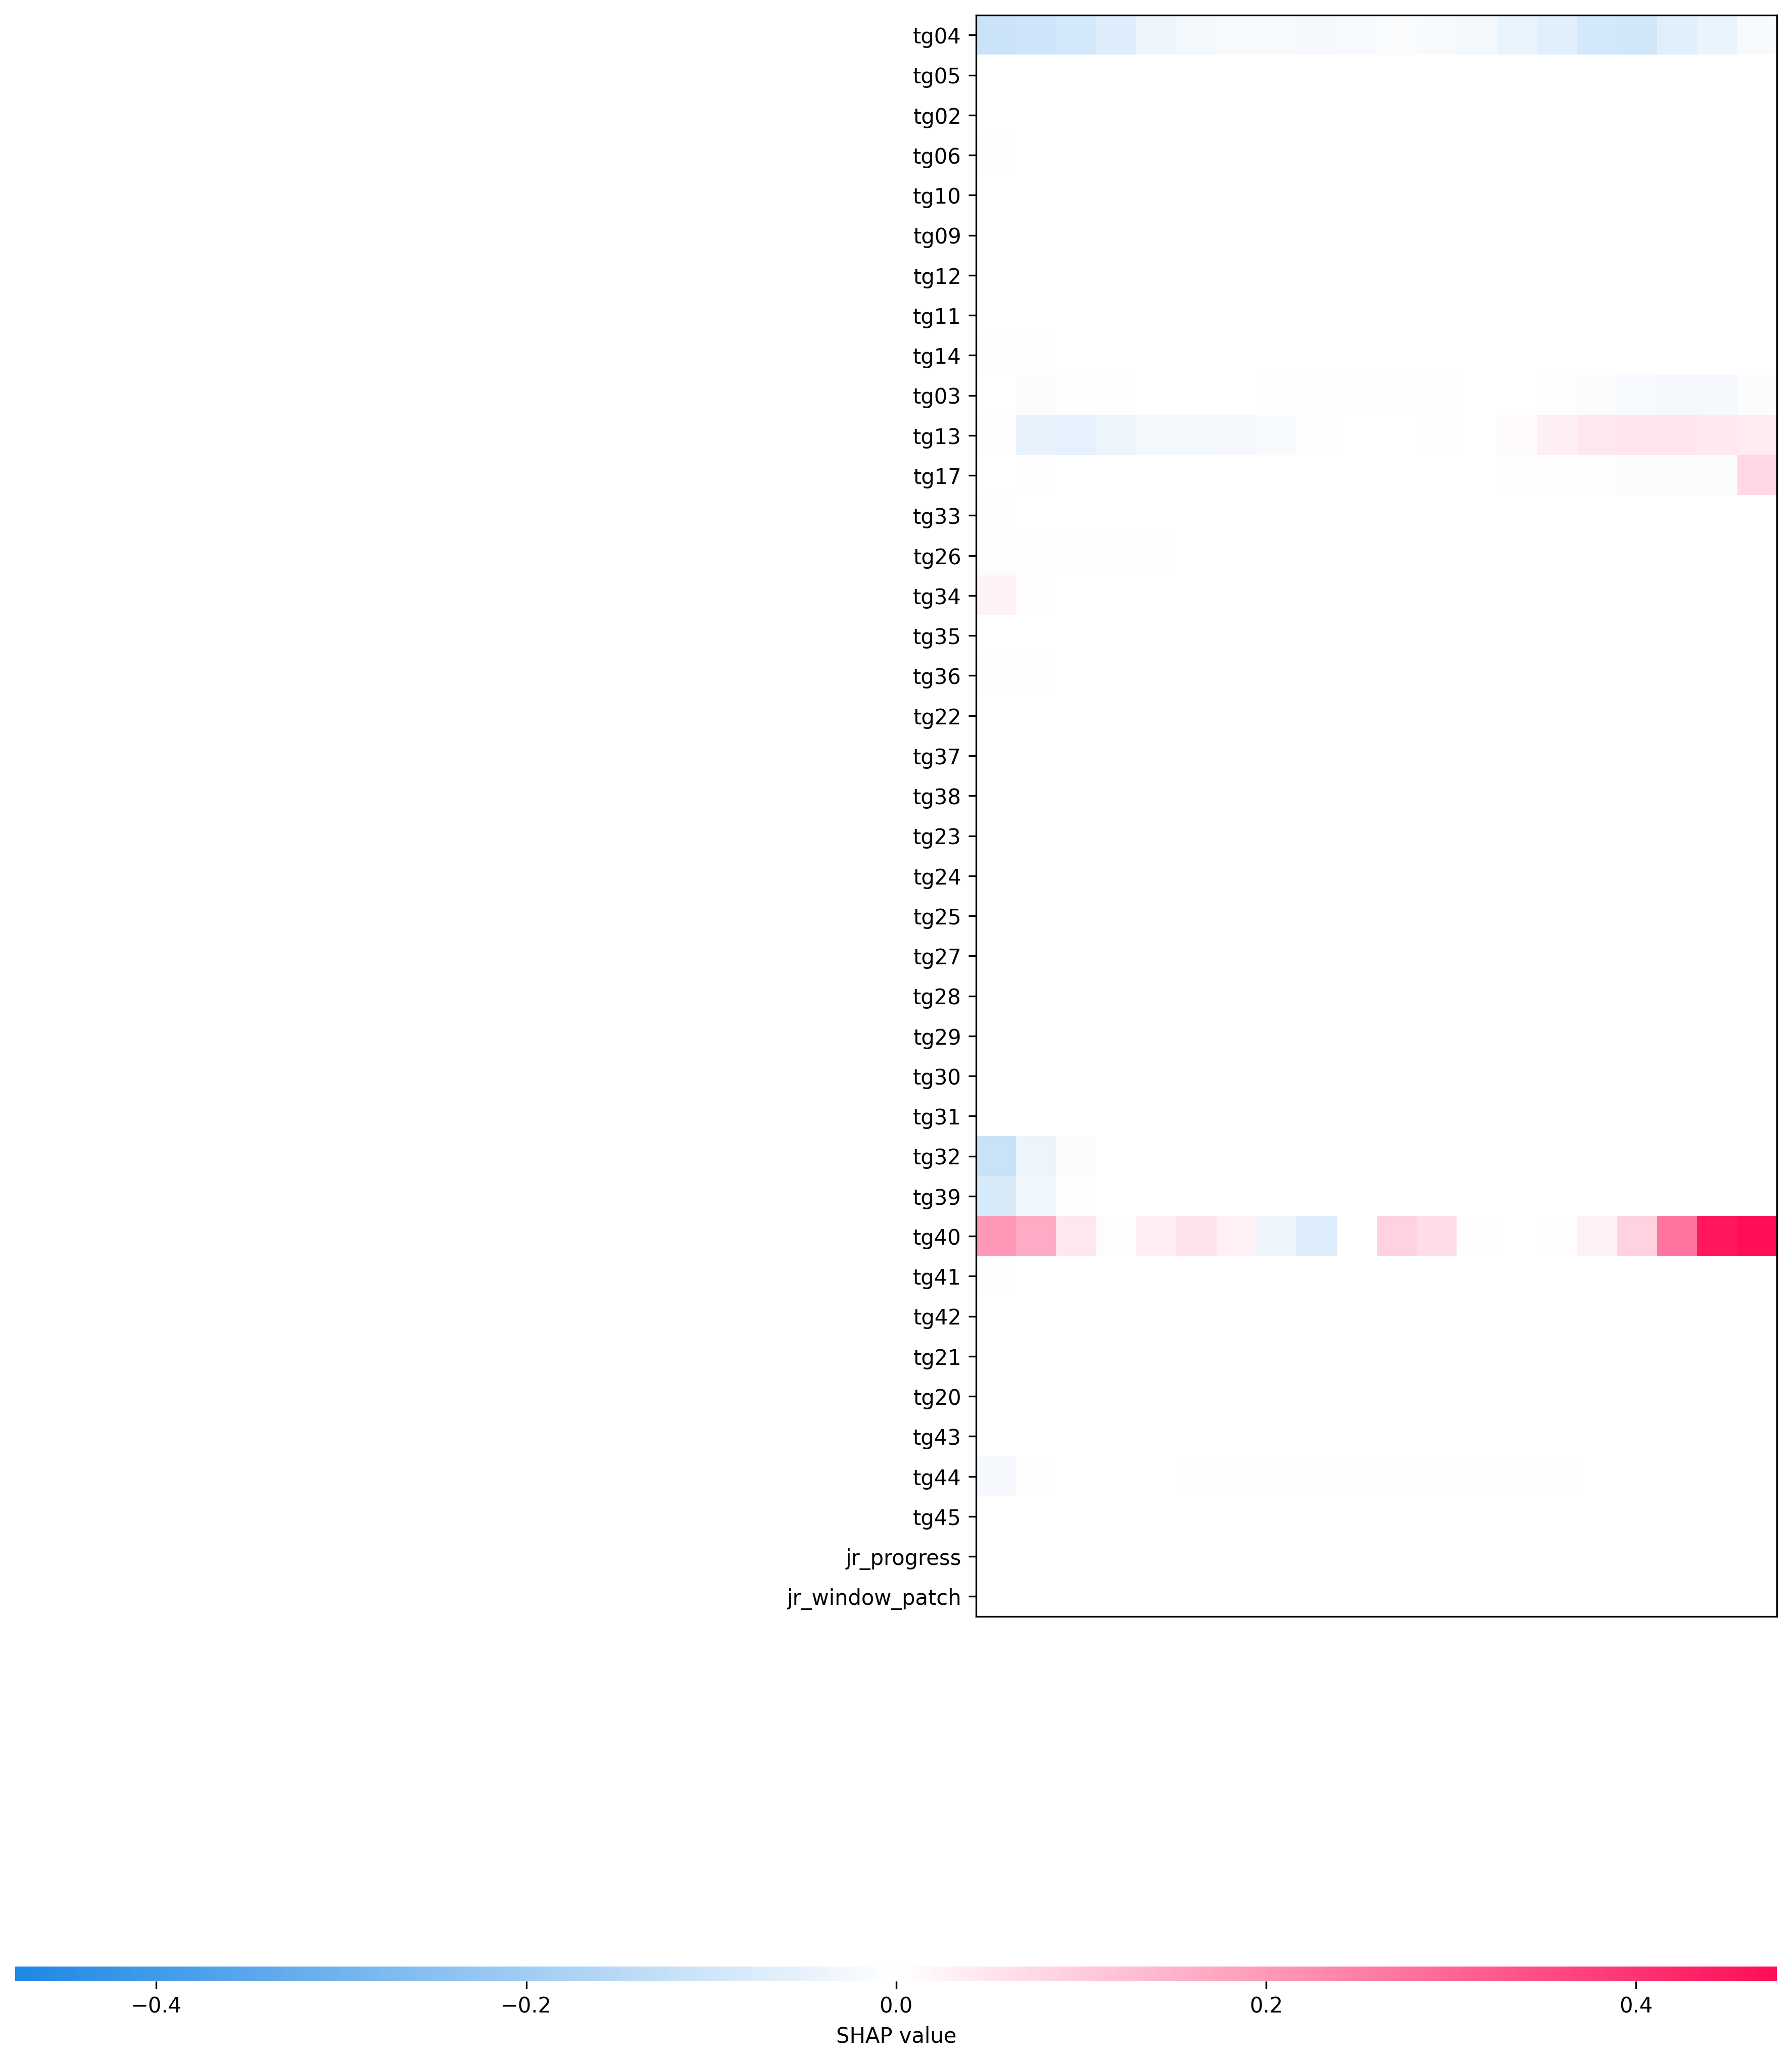 tg04
tg05
tg02
tg06
tg10
tg09
tg12
tg11
tg14
tg03
tg13
tg17
tg33
tg26
tg34
tg35
tg36
tg22
tg37
tg38
tg23
tg24
tg25
tg27
tg28
tg29
tg30
tg31
tg32
tg39
tg40
tg41
tg42
tg21
tg20
tg43
tg44
tg45
jr_progress
jr_window_patch
−0.4 −0.2 0.0 0.2 0.4
SHAP value